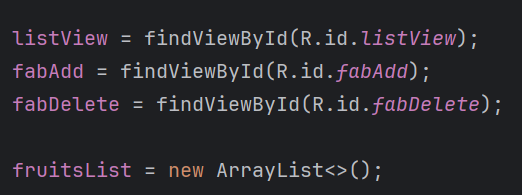 listView = findViewById(R.id.listView);
fabAdd = findViewById(R.id.fabAdd);
fabDelete = findViewById(R.id.fabDelete);
fruitsList = new ArrayList<>();